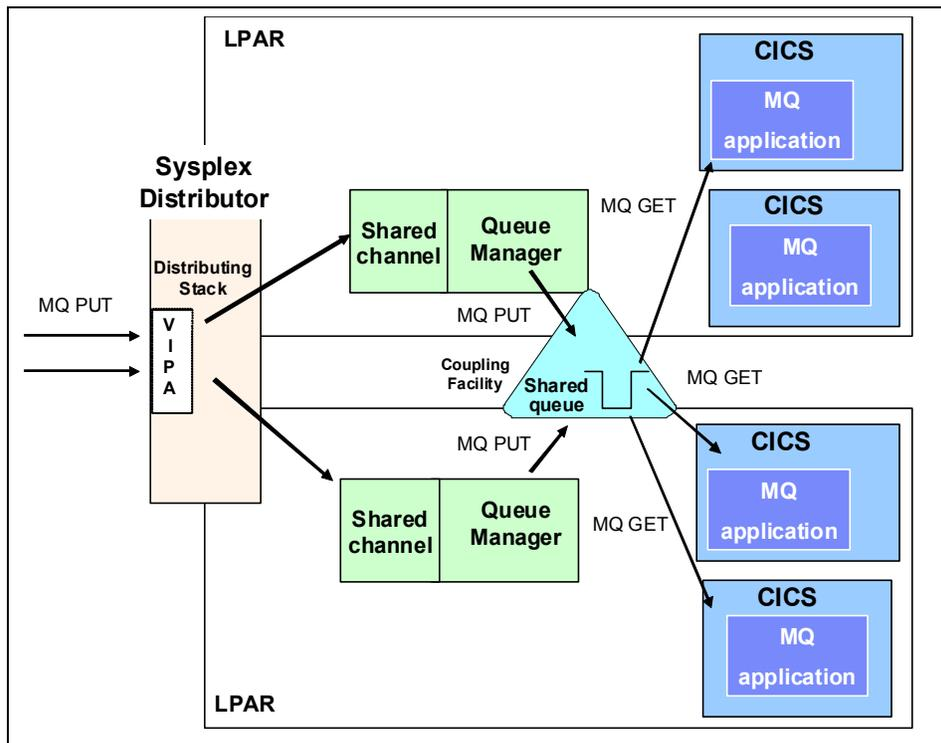 LPAR
CICS
MQ
application
Sysplex
Distributor
Distributing
Stack
MQ PUT
V
I
P
A
Shared
channel
Queue
Manager
MQ GET
CICS
MQ
application
MQ PUT
Coupling
Facility
Shared
queue
MQ GET
MQ PUT
CICS
MQ
application
Shared
channel
Queue
Manager
MQ GET
CICS
MQ
application
LPAR